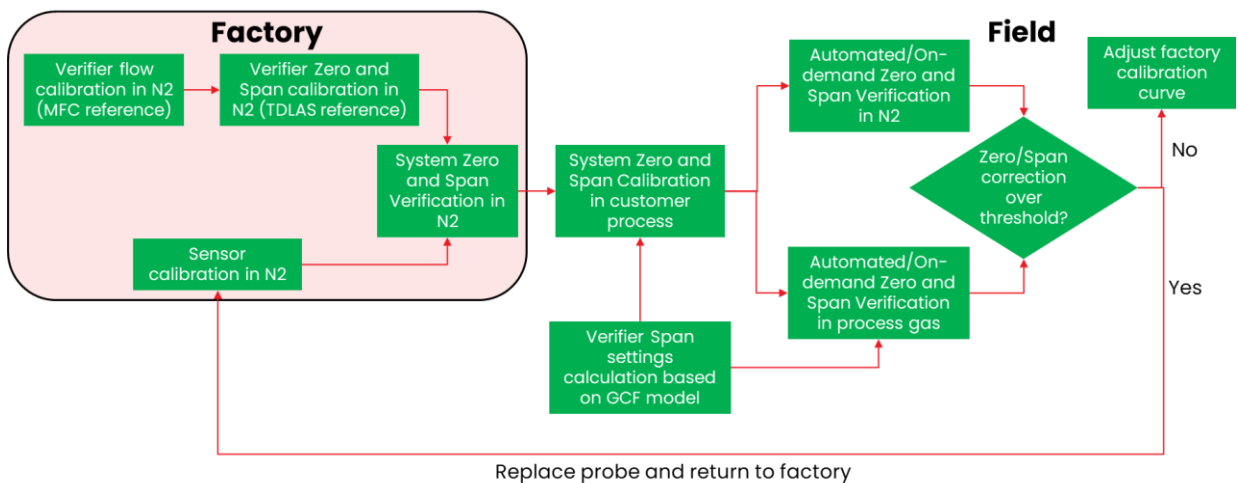 Factory
Verifier flow
calibration in N2
(MFC reference)
Verifier Zero and
Span calibration in
N2 (TDLAS reference)
System Zero
and Span
Verification in
N2
Sensor
calibration in N2
System Zero and
Span Calibration
in customer
process
Verifier Span
settings
calculation based
on GCF model
Field
Automated/On-
demand Zero and
Span Verification
in N2
Automated/On-
demand Zero and
Span Verification
in process gas
Zero/Span
correction
over
threshold?
Adjust factory
calibration
curve
No
Yes
Replace probe and return to factory